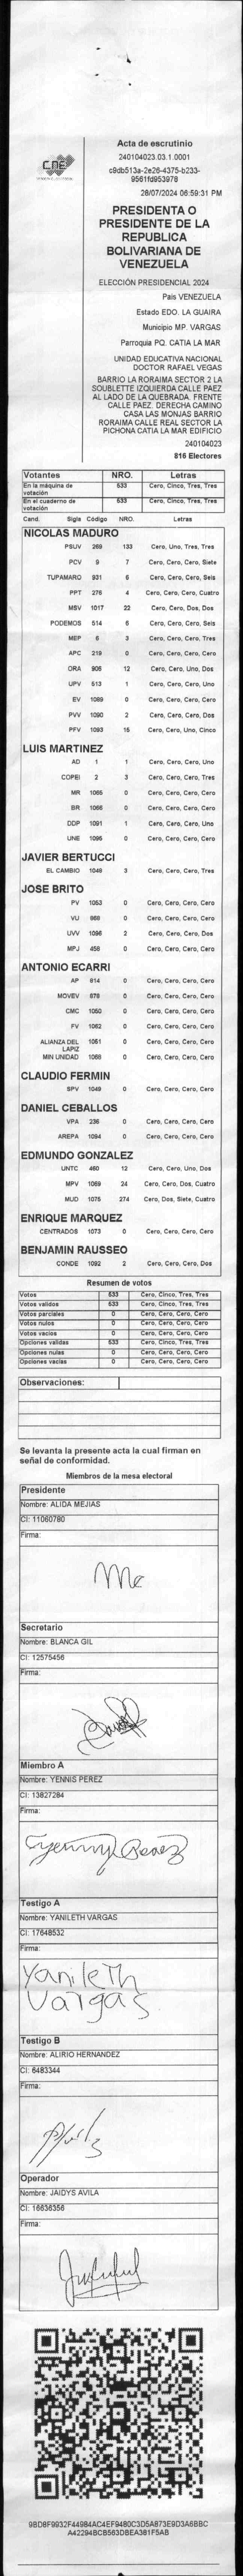 CNE
Acta de escrutinio
240104023.03.1.0001
c9db513a-2e26-4375-b233-
9561fd953978
28/07/2024 06:59:31 PM
PRESIDENTA O
PRESIDENTE DE LA
REPUBLICA
BOLIVARIANA DE
VENEZUELA
ELECCIÓN PRESIDENCIAL 2024
País VENEZUELA
Estado EDO. LA GUAIRA
Municipio MP. VARGAS
Parroquia PQ. CATIA LA MAR
UNIDAD EDUCATIVA NACIONAL
DOCTOR RAFAEL VEGAS
BARRIO LA RORAIMA SECTOR 2 LA
SOUBLETTE IZQUIERDA CALLE PAEZ
AL LADO DE LA QUEBRADA. FRENTE
CALLE PAEZ. DERECHA CAMINO
CASA LAS MONJAS BARRIO
RORAIMA CALLE REAL SECTOR LA
PICHONA CATIA LA MAR EDIFICIO
240104023
816 Electores
Votantes NRO. Letras
En la máquina de votación 533 Cero, Cinco, Tres, Tres
En el cuaderno de votación 533 Cero, Cinco, Tres, Tres
Cand. Sigls Código NRO. Letras
NICOLAS MADURO
PSUV 269 133 Cero, Uno, Tres, Tres
PCV 9 7 Cero, Cero, Cero, Siete
TUPAMARO 931 6 Cero, Cero, Cero, Seis
PPT 276 4 Cero, Cero, Cero, Cuatro
MSV 1017 22 Cero, Cero, Dos, Dos
PODEMOS 514 6 Cero, Cero, Cero, Seis
MEP 6 3 Cero, Cero, Cero, Tres
APC 219 0 Cero, Cero, Cero, Cero
ORA 906 12 Cero, Cero, Uno, Dos
UPV 513 1 Cero, Cero, Cero, Uno
EV 1089 0 Cero, Cero, Cero, Cero
PVV 1090 2 Cero, Cero, Cero, Dos
PFV 1093 15 Cero, Cero, Uno, Cinco
LUIS MARTINEZ
AD 1 1 Cero, Cero, Cero, Uno
COPEI 2 3 Cero, Cero, Cero, Tres
MR 1065 0 Cero, Cero, Cero, Cero
BR 1066 0 Cero, Cero, Cero, Cero
DDP 1091 1 Cero, Cero, Cero, Uno
UNE 1096 0 Cero, Cero, Cero, Cero
JAVIER BERTUCCI
EL CAMBIO 1048 3 Cero, Cero, Cero, Tres
JOSE BRITO
PV 1053 0 Cero, Cero, Cero, Cero
VU 868 0 Cero, Cero, Cero, Cero
UVV 1098 2 Cero, Cero, Cero, Dos
MPJ 458 0 Cero, Cero, Cero, Cero
ANTONIO ECARRI
AP 814 0 Cero, Cero, Cero, Cero
MOVEV 678 0 Cero, Cero, Cero, Cero
CMC 1050 0 Cero, Cero, Cero, Cero
FV 1062 0 Cero, Cero, Cero, Cero
ALIANZA DEL LAPIZ 1051 0 Cero, Cero, Cero, Cero
MIN UNIDAD 1068 0 Cero, Cero, Cero, Cero
CLAUDIO FERMIN
SPV 1049 0 Cero, Cero, Cero, Cero
DANIEL CEBALLOS
VPA 236 0 Cero, Cero, Cero, Cero
AREPA 1094 0 Cero, Cero, Cero, Cero
EDMUNDO GONZALEZ
UNTC 460 12 Cero, Cero, Uno, Dos
MPV 1069 24 Cero, Cero, Dos, Cuatro
MUD 1075 274 Cero, Dos, Siete, Cuatro
ENRIQUE MARQUEZ
CENTRADOS 1073 0 Cero, Cero, Cero, Cero
BENJAMIN RAUSSEO
CONDE 1092 2 Cero, Cero, Cero, Dos
Resumen de votos
Votos 533 Cero, Cinco, Tres, Tres
Votos validos 533 Cero, Cinco, Tres, Tres
Votos parciales 0 Cero, Cero, Cero, Cero
Votos nulos 0 Cero, Cero, Cero, Cero
Votos vacios 0 Cero, Cero, Cero, Cero
Opciones validas 533 Cero, Cinco, Tres, Tres
Opciones nulas 0 Cero, Cero, Cero, Cero
Opciones vacias 0 Cero, Cero, Cero, Cero
Observaciones:
Se levanta la presente acta la cual firman en
señal de conformidad.
Miembros de la mesa electoral
Presidente
Nombre: ALIDA MEJIAS
CI: 11060780
Firma:
Secretario
Nombre: BLANCA GIL
CI: 12575456
Firma:
Miembro A
Nombre: YENNIS PEREZ
CI: 13827284
Firma:
Testigo A
Nombre: YANILETH VARGAS
CI: 17648532
Firma:
Yanileth
Vargas
Testigo B
Nombre: ALIRIO HERNANDEZ
CI: 6483344
Firma:
Operador
Nombre: JAIDYS AVILA
CI: 16636356
Firma:
9BD8F9932F44984AC4EF9480C3D5A873E9D3A6BBC
A42294BCB563DBEA381F5AB